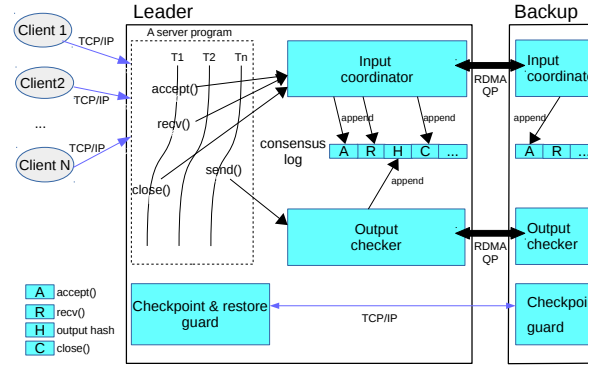 Leader
Backup
Client 1
Client2
...
Client N
TCP/IP
TCP/IP
TCP/IP
A server program
T1 T2 Tn
accept()
recv()
send()
close()
Input
coordinator
RDMA
QP
Input
coordinat
append
append
append
append
consensus
log
A R H C ...
A R ...
append
Output
checker
RDMA
QP
Output
checker
Checkpoint & restore
guard
TCP/IP
Checkpoi
guard
A accept()
R recv()
H output hash
C close()